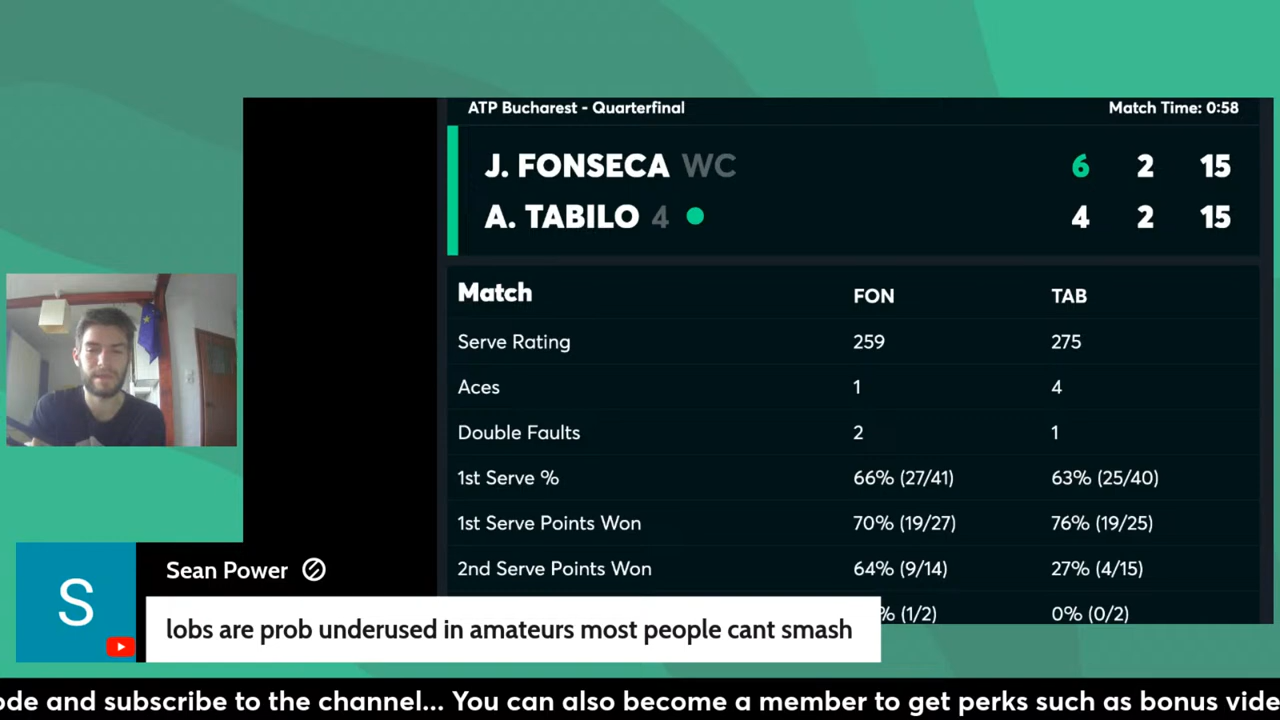 ATP Bucharest - Quarterfinal Match Time: 0:58
J. FONSECA WC 6 2 15
A. TABILO 4 4 2 15
Match FON TAB
Serve Rating 259 275
Aces 1 4
Double Faults 2 1
1st Serve % 66% (27/41) 63% (25/40)
1st Serve Points Won 70% (19/27) 76% (19/25)
2nd Serve Points Won 64% (9/14) 27% (4/15)
% (1/2) 0% (0/2)
S
Sean Power
lobs are prob underused in amateurs most people cant smash
ode and subscribe to the channel... You can also become a member to get perks such as bonus vide